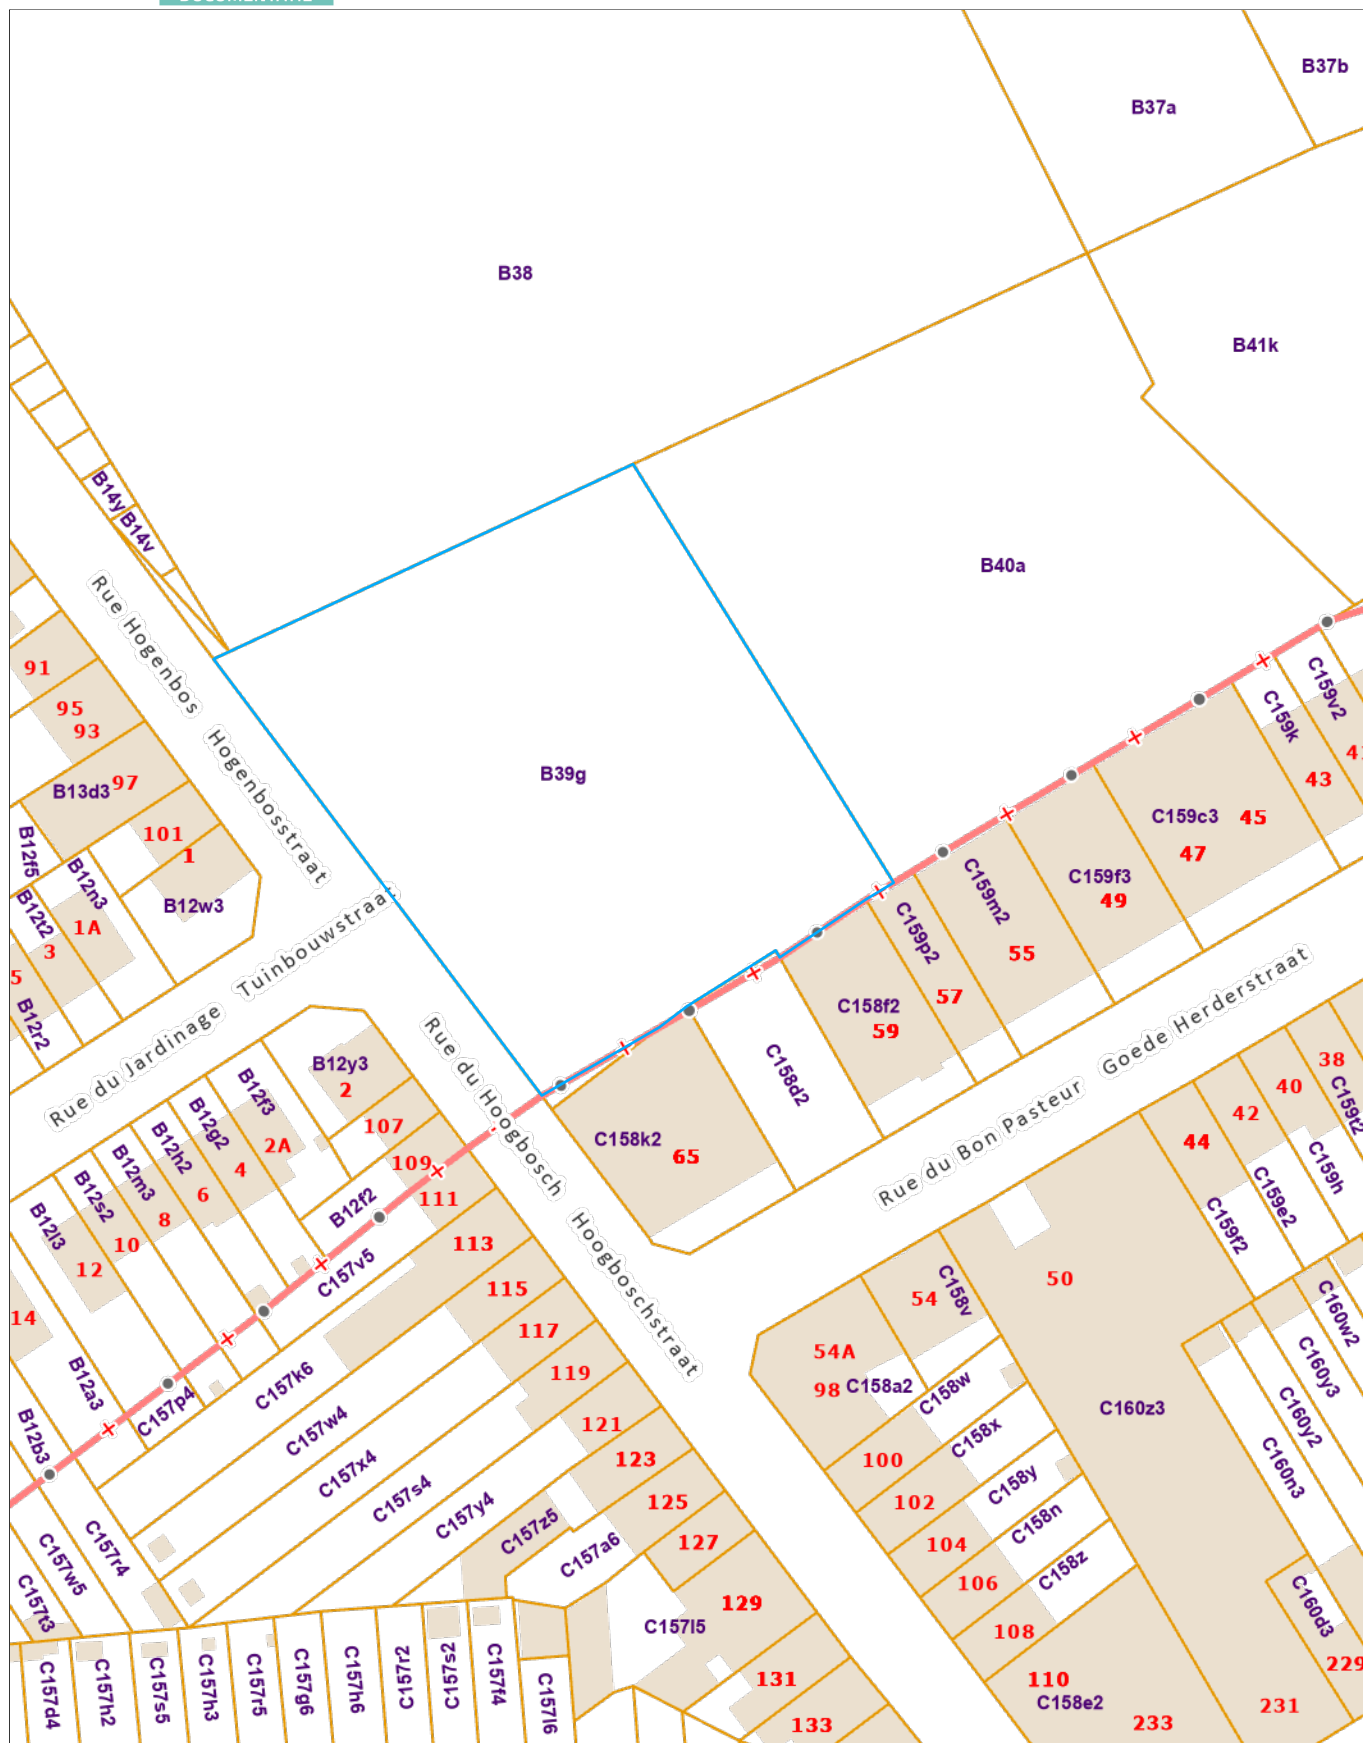 B37b
B37a
B38
B41k
B14y
B14v
B40a
Rue Hogenbos Hogenbosstraat
91
95
93
C159v2
C159k
B39g
B13d3
97
43
C159c3
45
47
101
1
B12f5
B12n3
B12w3
C159m2
C159f3
49
B12t2
1A
3
5
B12r2
C159p2
55
57
C158f2
59
Rue du Jardinage Tuinbouwstraat
Rue du Bon Pasteur Goede Herderstraat
Rue du Hoogbosch Hoogboschstraat
B12y3
2
B12f3
2A
107
C158d2
C158k2
65
38
40
42
44
C159t2
C159h
C159e2
C159f2
B12g2
4
B12h2
6
B12m3
8
B12s2
10
B12l3
12
14
109
111
B12f2
C157v5
113
115
117
119
121
123
125
127
129
131
133
C158v
54
50
54A
98
C158a2
C158w
C158x
C158y
C158n
C158z
100
102
104
106
108
110
C158e2
233
231
229
C160z3
C160w2
C160y3
C160y2
C160n3
C160d3
B12a3
C157p4
C157k6
C157w4
C157x4
C157s4
C157y4
C157z5
C157a6
C157l5
B12b3
C157r4
C157w5
C157t3
C157d4
C157h2
C157s5
C157h3
C157r5
C157g6
C157h6
C157r2
C157s2
C157f4
C157l6